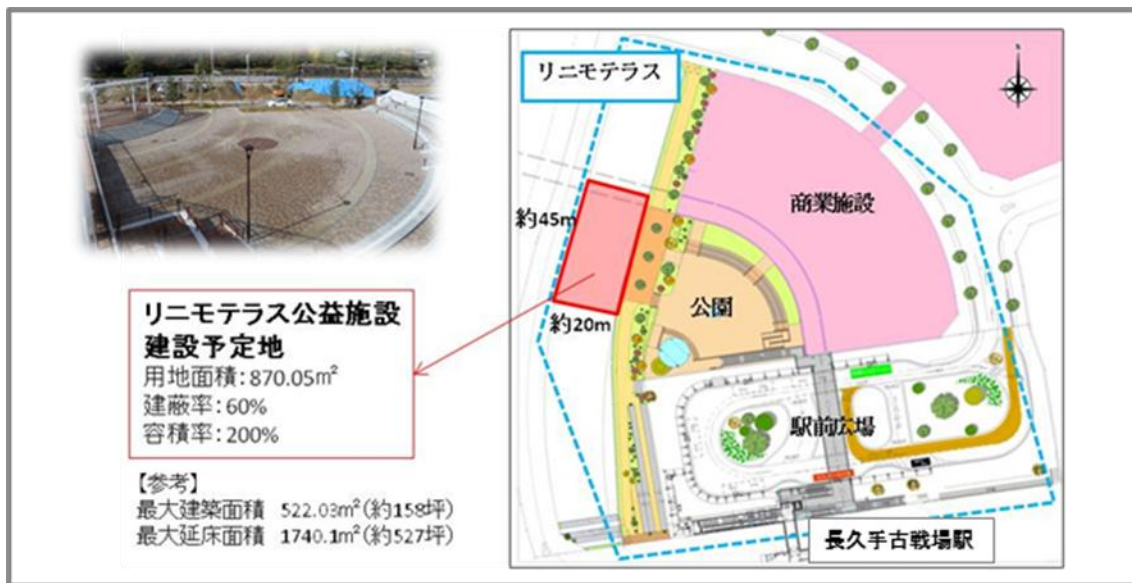 リニモテラス
約45m
商業施設
公園
約20m
リニモテラス公益施設
建設予定地
用地面積:870.05㎡
建蔽率:60%
容積率:200%
駅前広場
【参考】
最大建築面積 522.03㎡(約158坪)
最大延床面積 1740.1㎡(約527坪)
長久手古戦場駅